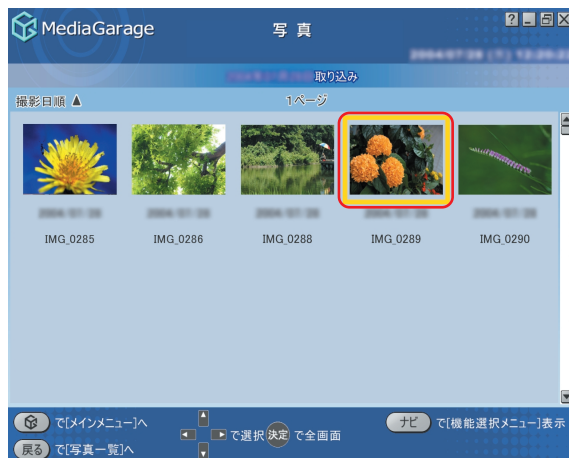 MediaGarage
写真
取り込み
撮影日順 ▲
1ページ
IMG_0285 IMG_0286 IMG_0288 IMG_0289 IMG_0290
で[メインメニュー]へ
で選択 決定 で全画面
ナビ で[機能選択メニュー]表示
戻る で[写真一覧]へ